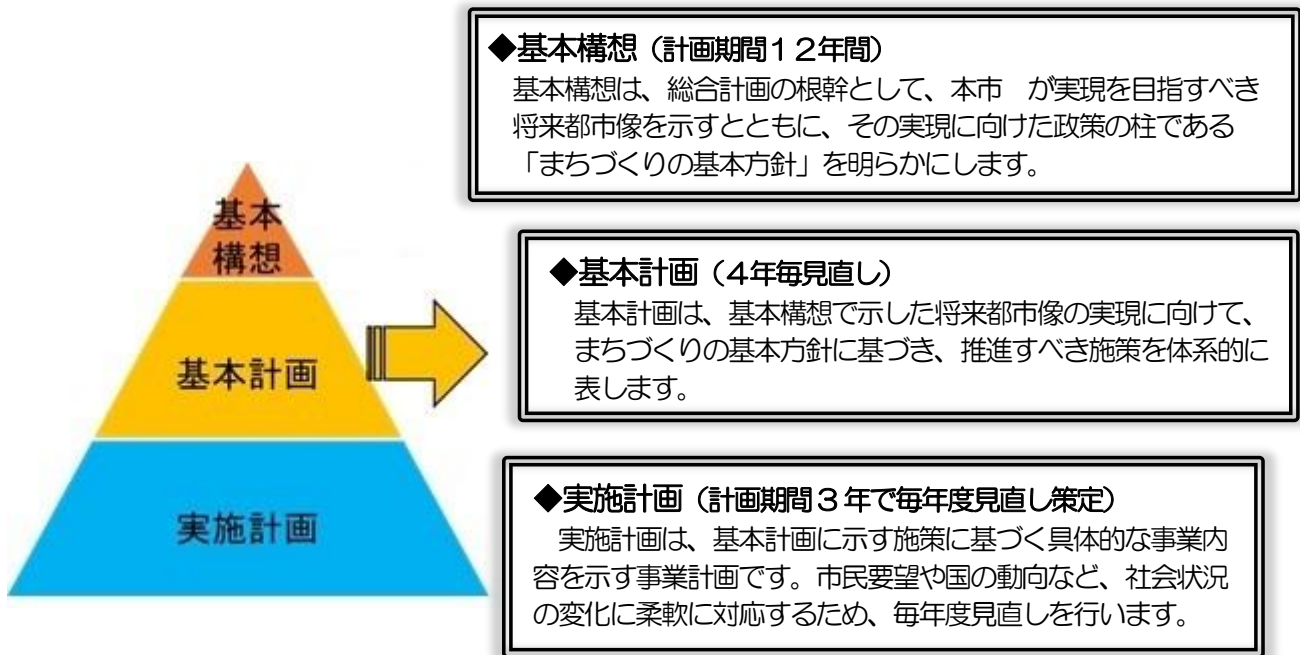 ◆基本構想（計画期間１２年間）
基本構想は、総合計画の根幹として、本市　が実現を目指すべき
将来都市像を示すとともに、その実現に向けた政策の柱である
「まちづくりの基本方針」を明らかにします。
基本
構想
◆基本計画（４年毎見直し）
基本計画は、基本構想で示した将来都市像の実現に向けて、
まちづくりの基本方針に基づき、推進すべき施策を体系的に
表します。
基本計画
◆実施計画（計画期間３年で毎年度見直し策定）
実施計画は、基本計画に示す施策に基づく具体的な事業内
容を示す事業計画です。市民要望や国の動向など、社会状況
の変化に柔軟に対応するため、毎年度見直しを行います。
実施計画